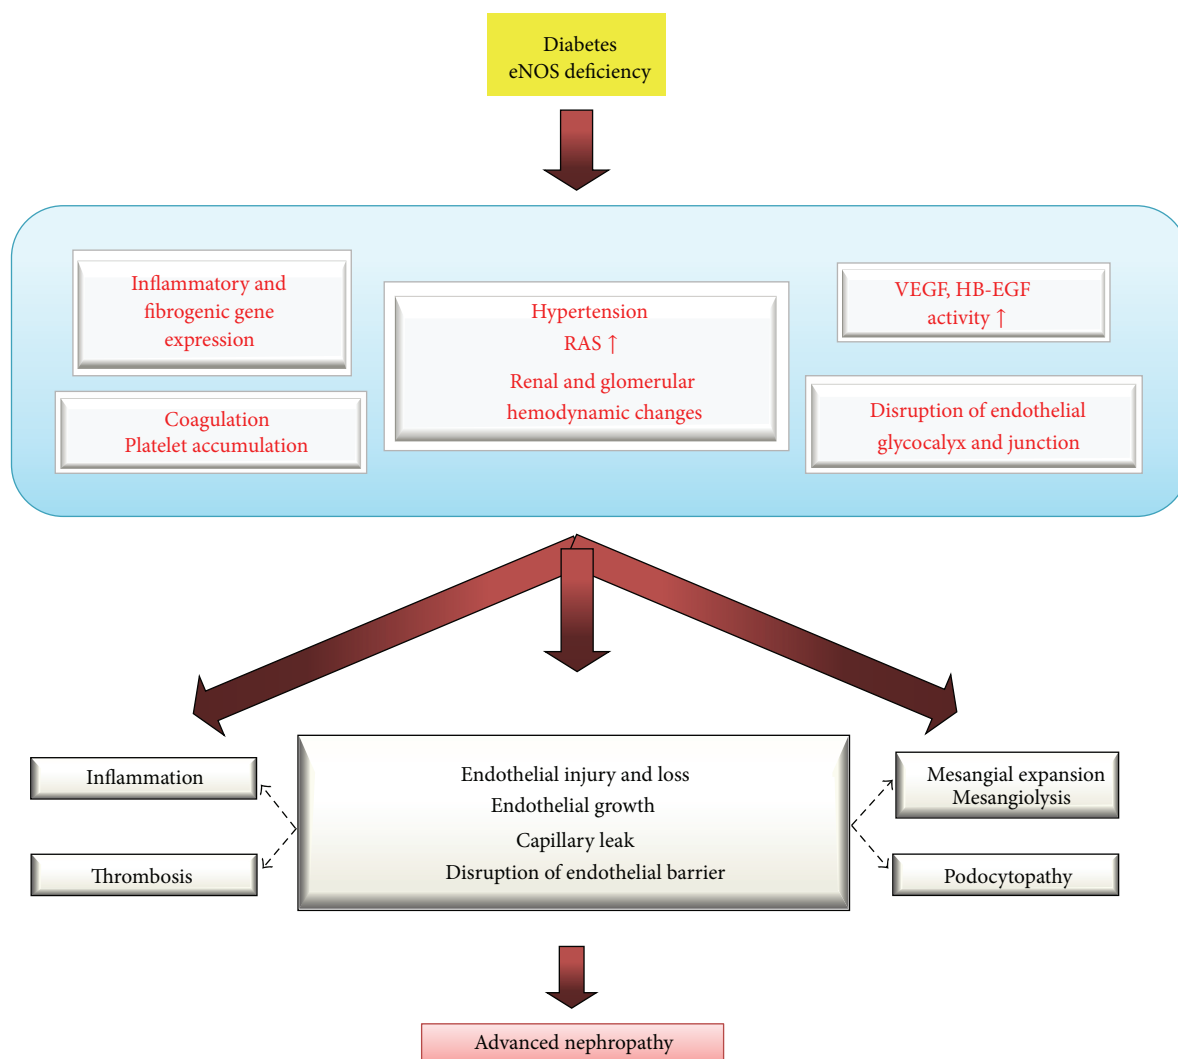 Diabetes
eNOS deficiency
Inflammatory and
fibrogenic gene
expression
Coagulation
Platelet accumulation
Hypertension
RAS ↑
Renal and glomerular
hemodynamic changes
VEGF, HB-EGF
activity ↑
Disruption of endothelial
glycocalyx and junction
Inflammation
Thrombosis
Endothelial injury and loss
Endothelial growth
Capillary leak
Disruption of endothelial barrier
Mesangial expansion
Mesangiolysis
Podocytopathy
Advanced nephropathy